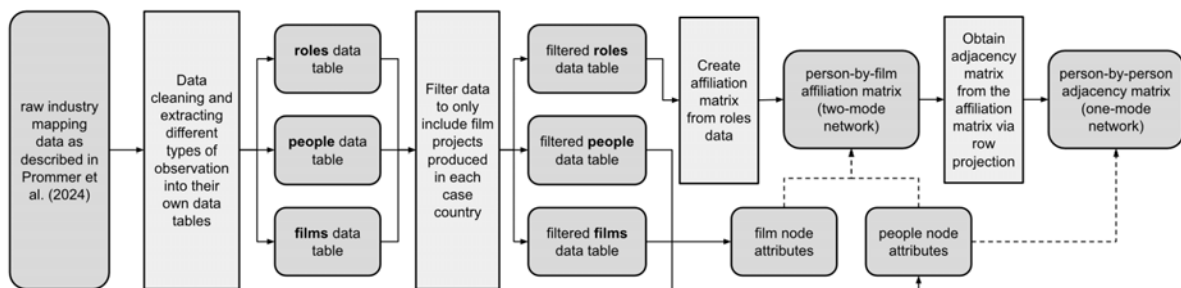 raw industry
mapping
data as
described in
Prommer et
al. (2024)
Data
cleaning and
extracting
different
types of
observation
into their
own data
tables
roles data
table
people data
table
films data
table
Filter data to
only
include film
projects
produced in
each case
country
filtered roles
data table
filtered people
data table
filtered films
data table
Create
affiliation
matrix
from roles
data
person-by-film
affiliation matrix
(two-mode
network)
Obtain
adjacency
matrix
from the
affiliation
matrix via
row
projection
person-by-person
adjacency matrix
(one-mode
network)
film node
attributes
people node
attributes